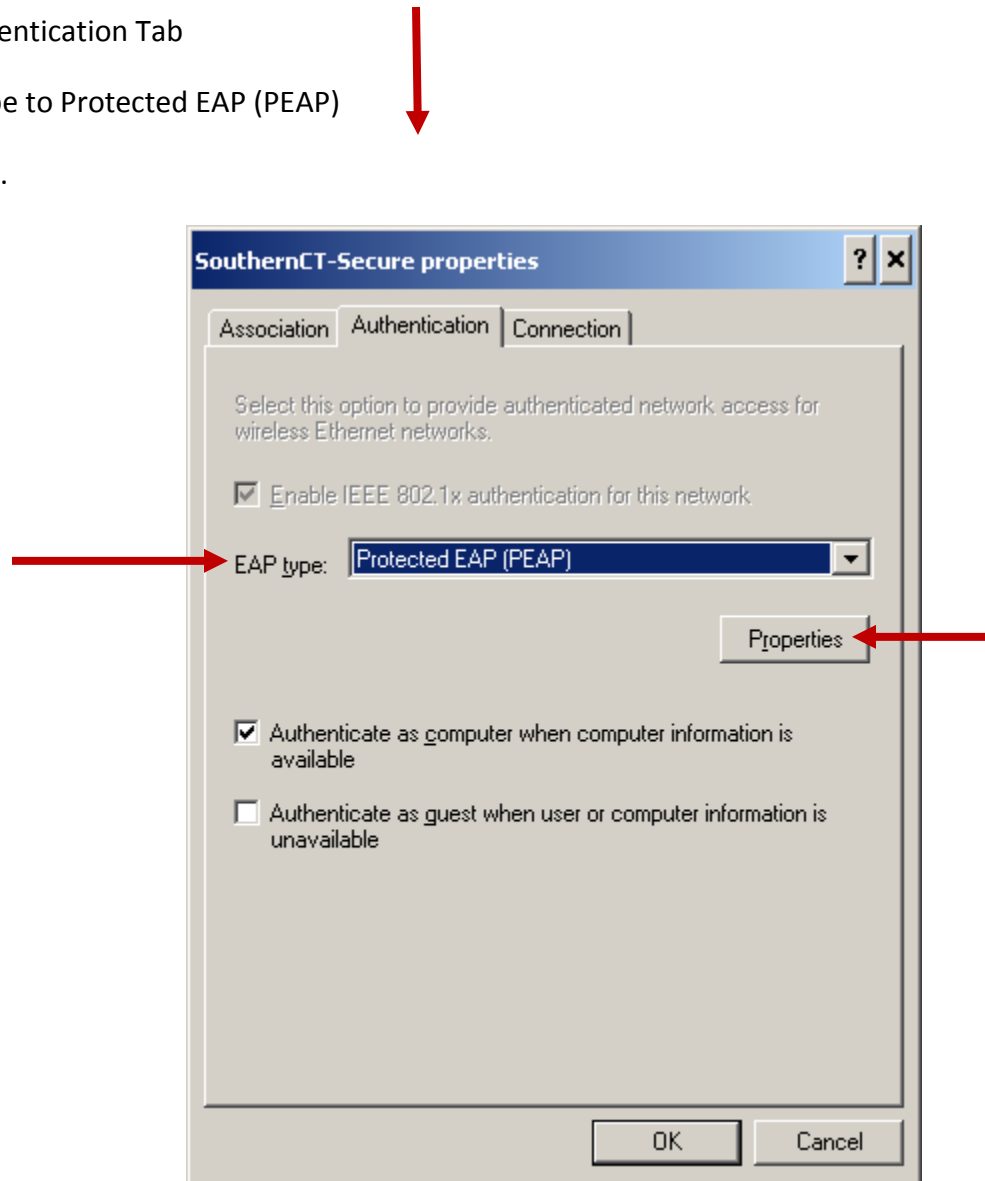 entication Tab
e to Protected EAP (PEAP)
.
SouthernCT-Secure properties
Association Authentication Connection
Select this option to provide authenticated network access for
wireless Ethernet networks.
Enable IEEE 802.1x authentication for this network
EAP type: Protected EAP (PEAP)
Properties
Authenticate as computer when computer information is
available
Authenticate as guest when user or computer information is
unavailable
OK Cancel